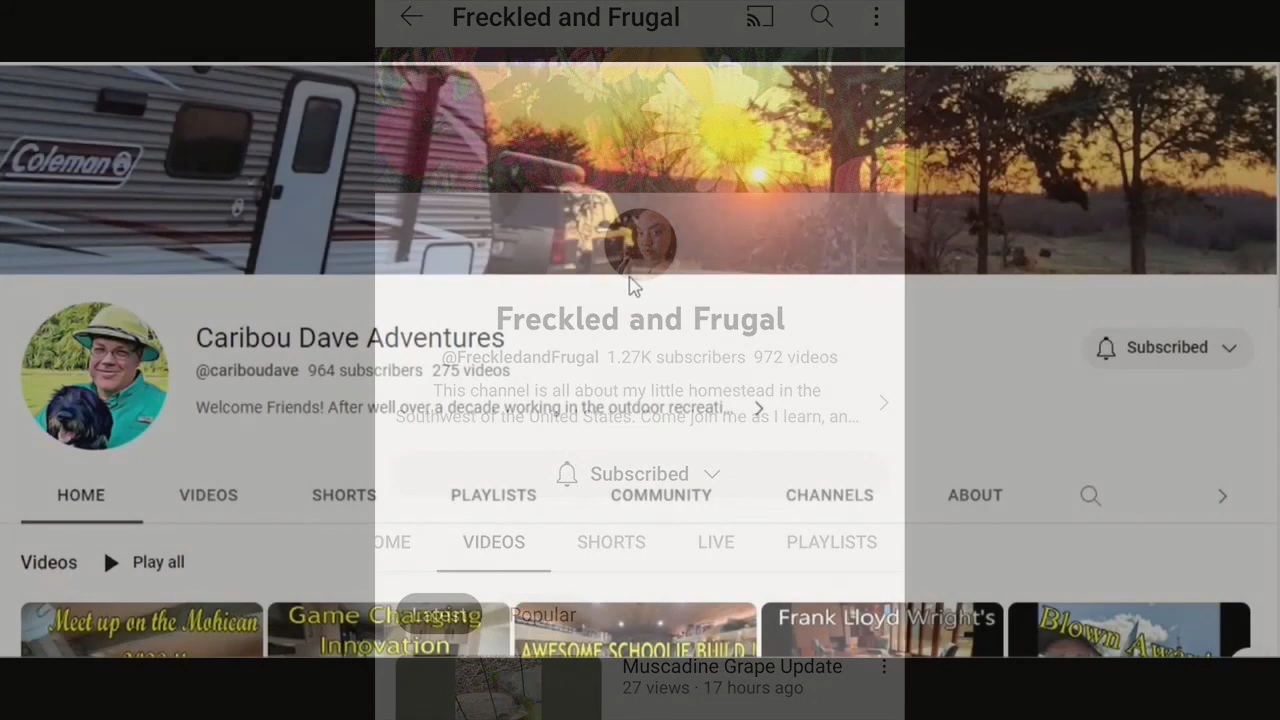 Freckled and Frugal
Coleman
Freckled and Frugal
@FreckledandFrugal 1.27K subscribers 972 videos
This channel is all about my little homestead in the
Southwest of the United States. Come join me as I learn, an...
Subscribed
OME VIDEOS SHORTS LIVE PLAYLISTS
Latest Popular
Muscadine Grape Update
27 views · 17 hours ago
Caribou Dave Adventures
@cariboudave 964 subscribers 275 videos
Welcome Friends! After well over a decade working in the outdoor recreati...
Subscribed
HOME VIDEOS SHORTS PLAYLISTS COMMUNITY CHANNELS ABOUT
Videos Play all
Meet up on the Mohican
Game Changing
Innovation
AWESOME SCHOOLIE BUILD !
Frank Lloyd Wright's
Blown Away